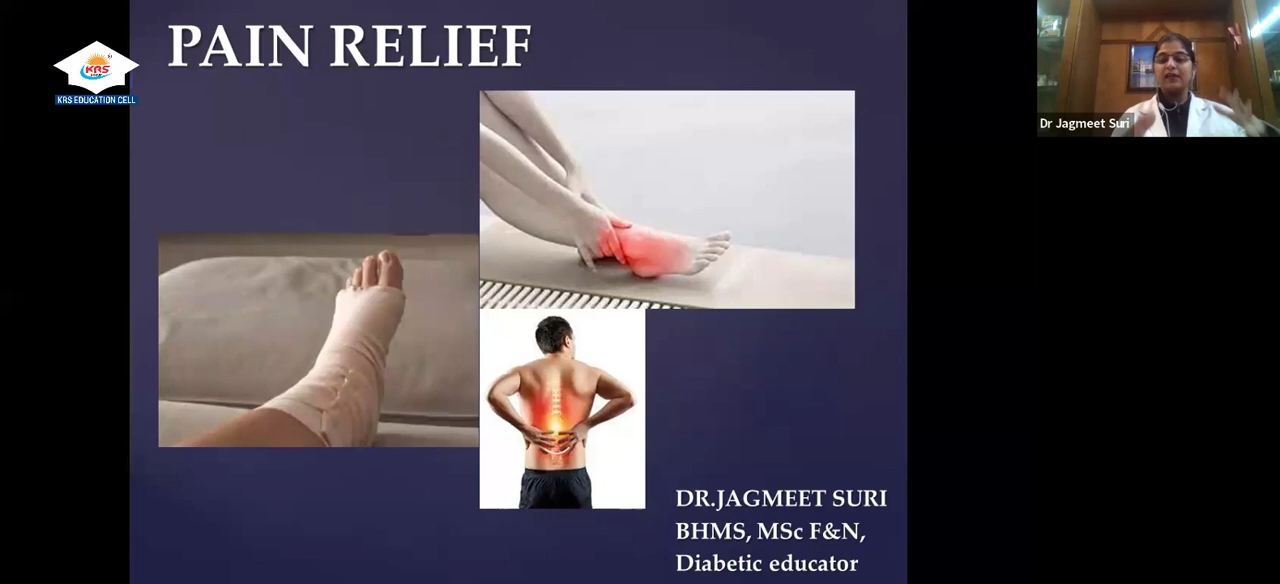 PAIN RELIEF
KRS
KRS EDUCATION CELL
Dr Jagmeet Suri
DR.JAGMEET SURI
BHMS, MSc F&N,
Diabetic educator